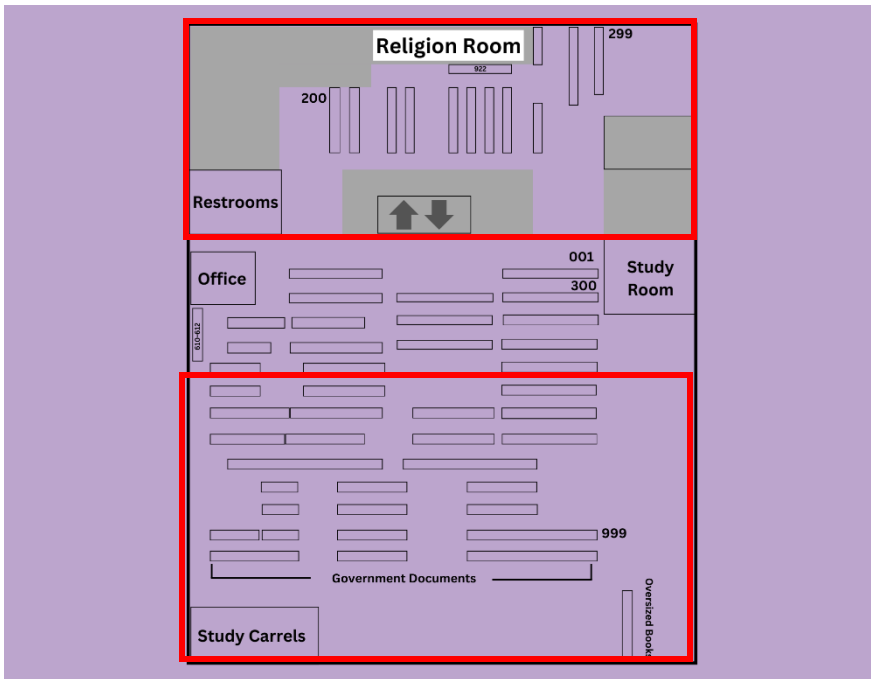 Religion Room
299
922
200
Restrooms
001
Office
Study
Room
300
610-612
999
Government Documents
Oversized Books
Study Carrels